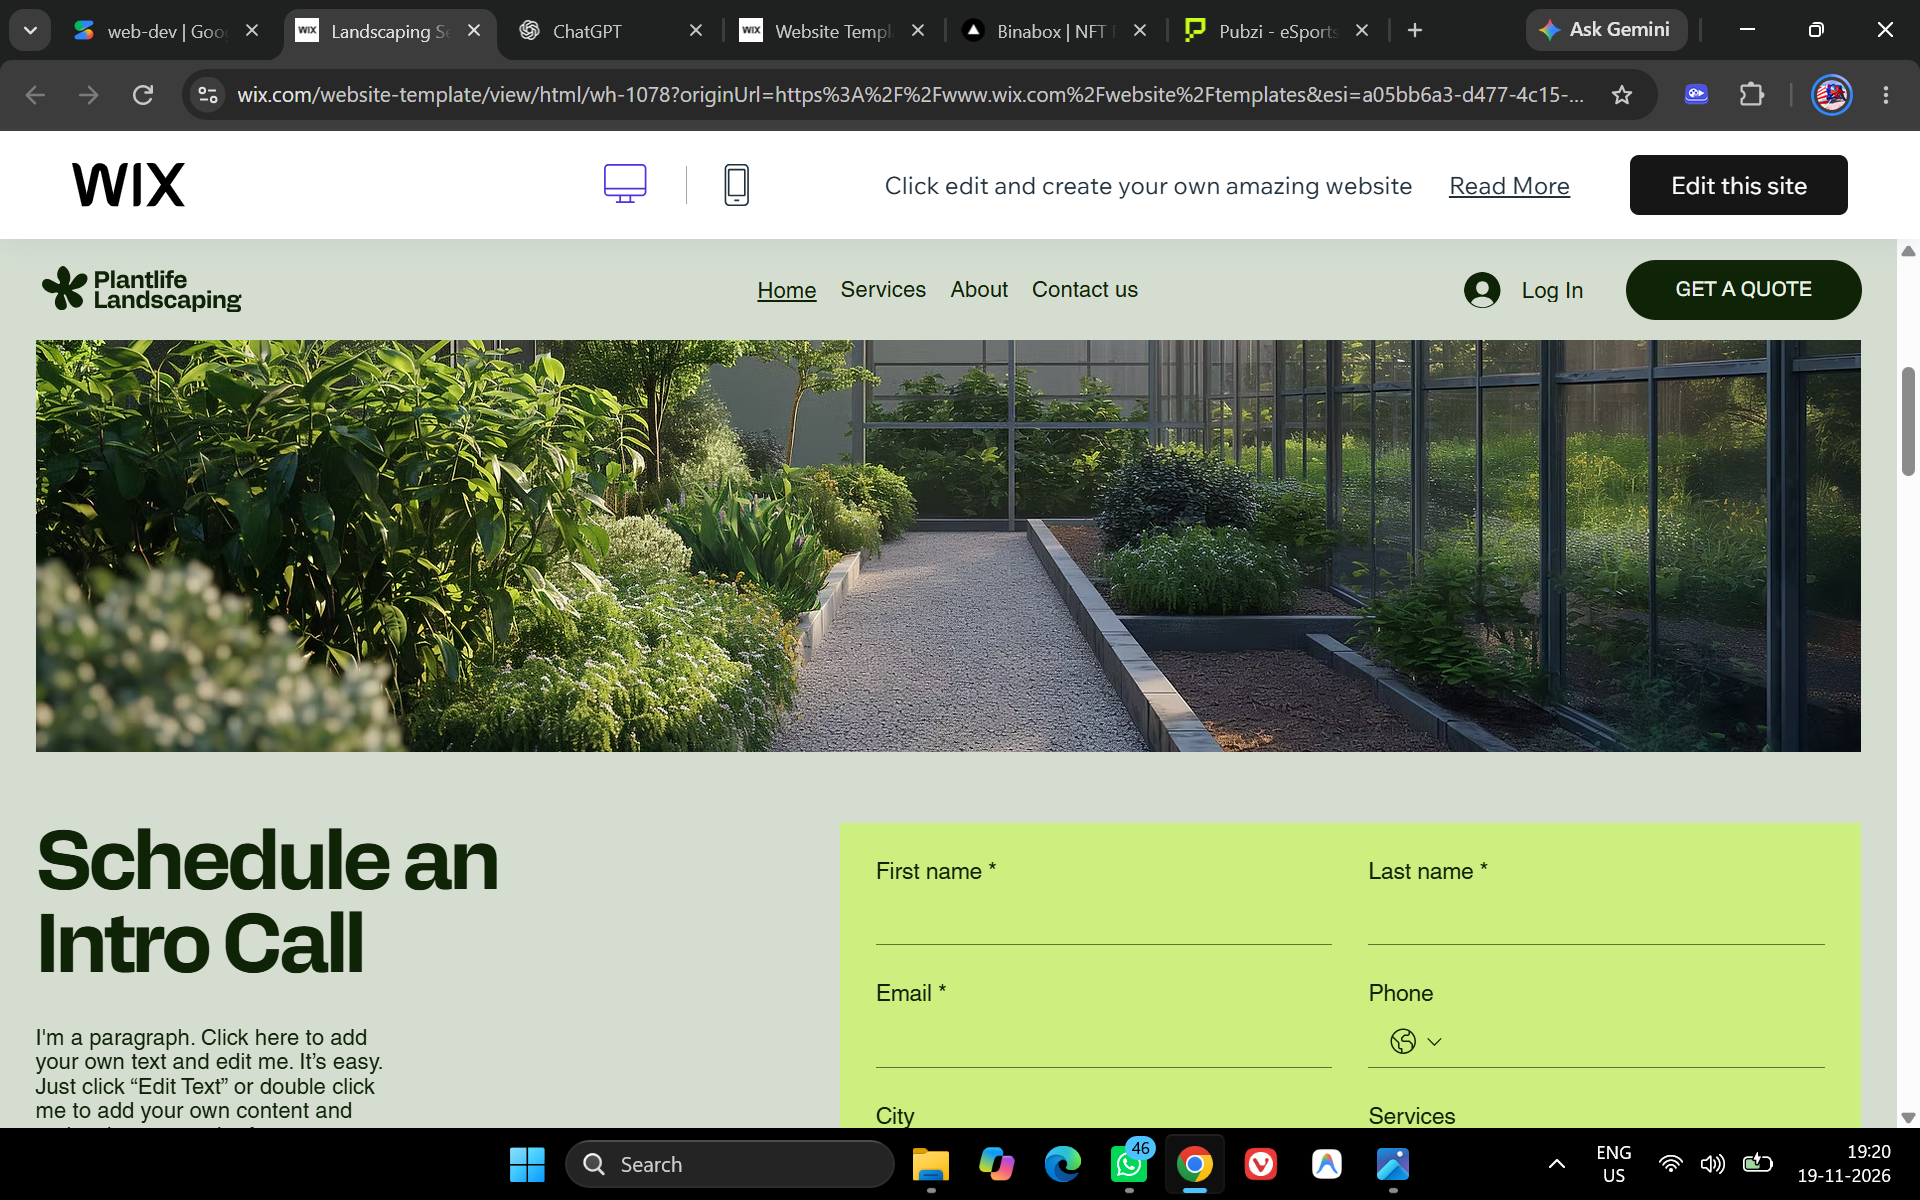 web-dev | Goo
Landscaping Se
ChatGPT
Website Templ
Binabox | NFT
Pubzi - eSports
Ask Gemini
wix.com/website-template/view/html/wh-1078?originUrl=https%3A%2F%2Fwww.wix.com%2Fwebsite%2Ftemplates&esi=a05bb6a3-d477-4c15-...
WIX
Click edit and create your own amazing website
Read More
Edit this site
Plantlife
Landscaping
Home
Services
About
Contact us
Log In
GET A QUOTE
Schedule an
Intro Call
I'm a paragraph. Click here to add
your own text and edit me. It’s easy.
Just click “Edit Text” or double click
me to add your own content and
First name *
Last name *
Email *
Phone
City
Services
Search
46
ENG
US
19:20
19-11-2026